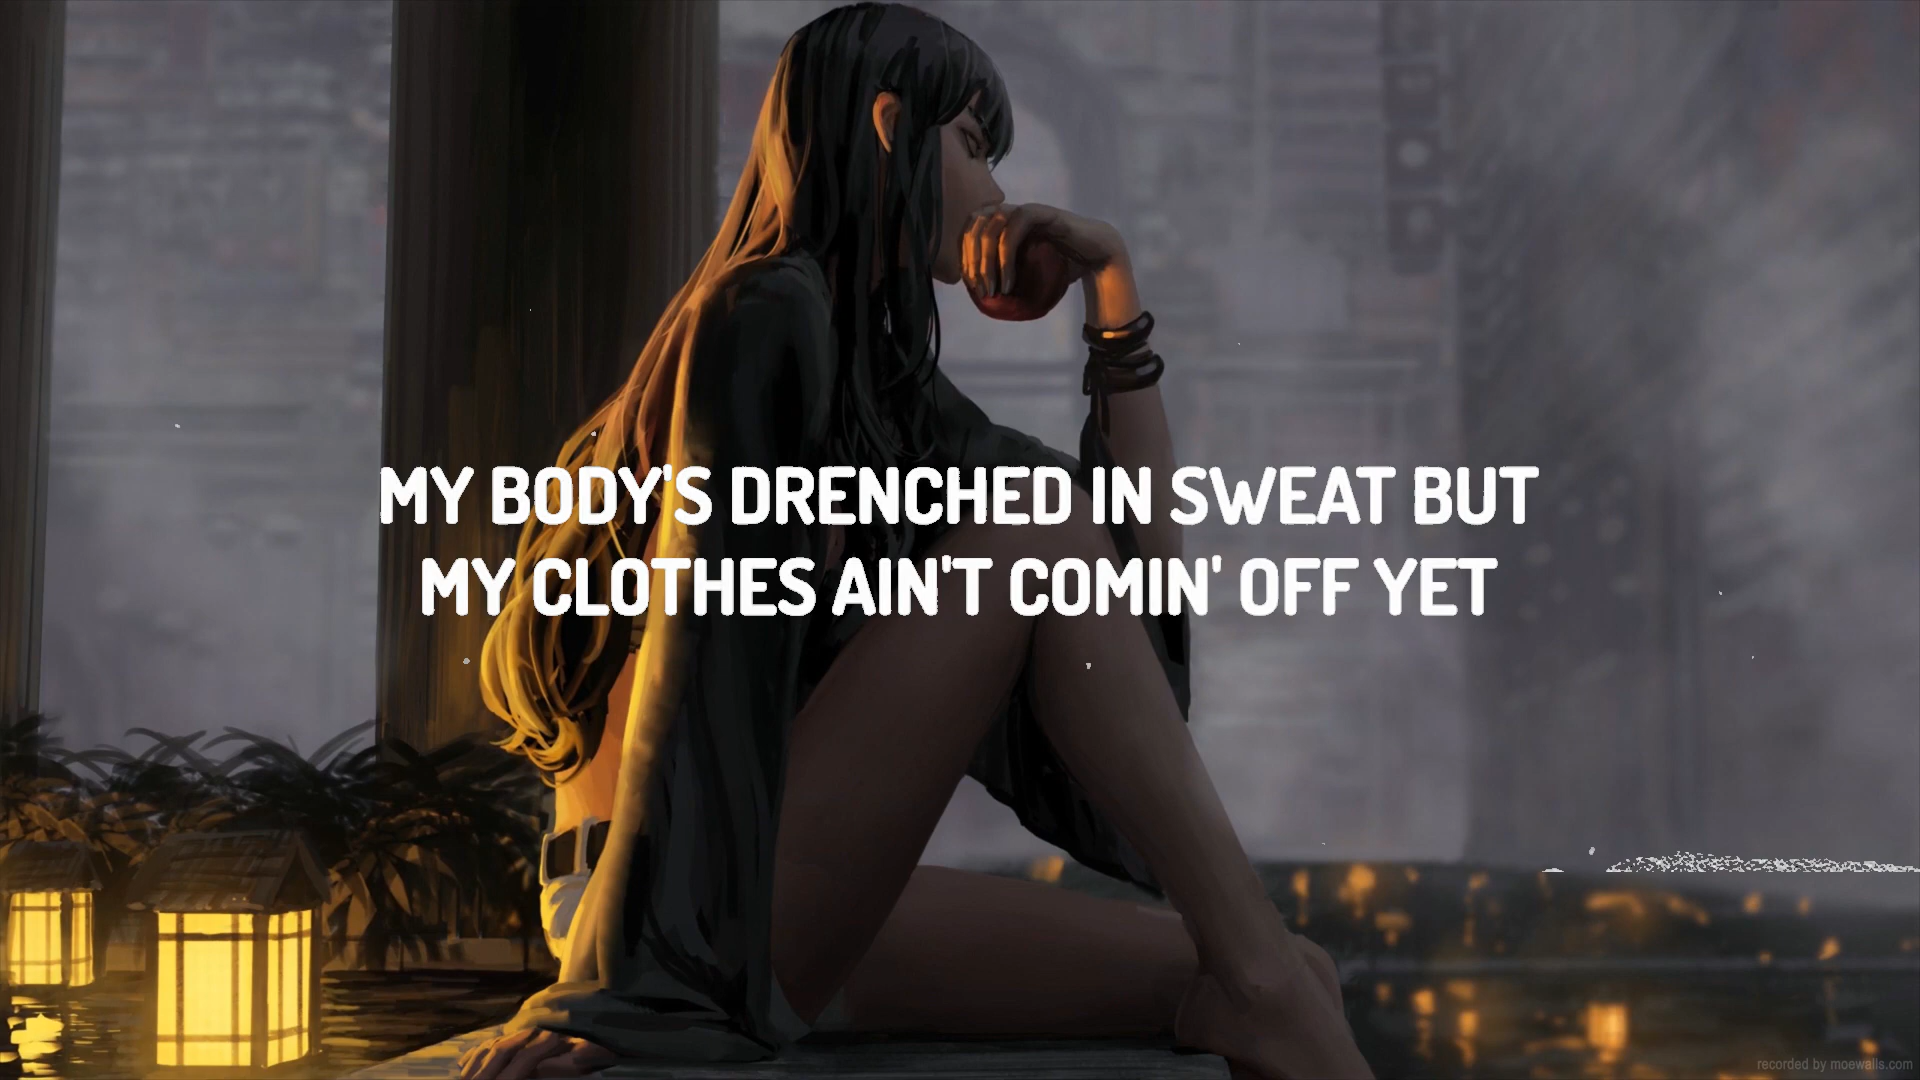 MY BODY'S DRENCHED IN SWEAT BUT
MY CLOTHES AIN'T COMIN' OFF YET
recorded by moewalls.com